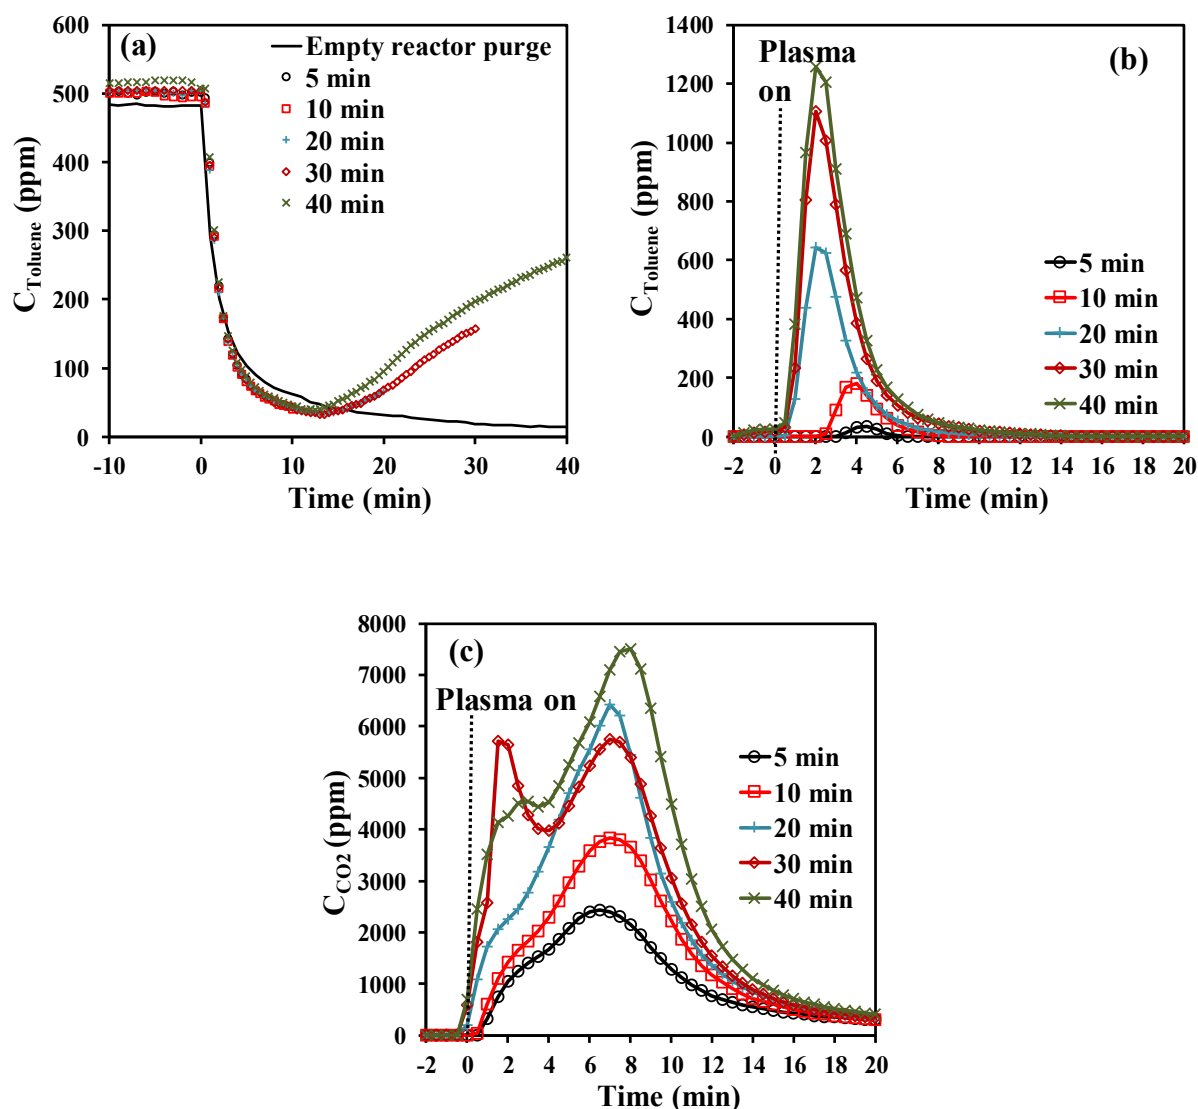 (a)
Empty reactor purge
5 min
10 min
20 min
30 min
40 min
600
500
400
300
200
100
0
-10
0
10
20
30
40
C_Toluene (ppm)
Time (min)
(b)
Plasma
on
1400
1200
1000
800
600
400
200
0
-2
0
2
4
6
8
10
12
14
16
18
20
C_Toluene (ppm)
Time (min)
5 min
10 min
20 min
30 min
40 min
(c)
Plasma on
8000
7000
6000
5000
4000
3000
2000
1000
0
-2
0
2
4
6
8
10
12
14
16
18
20
C_CO2 (ppm)
Time (min)
5 min
10 min
20 min
30 min
40 min